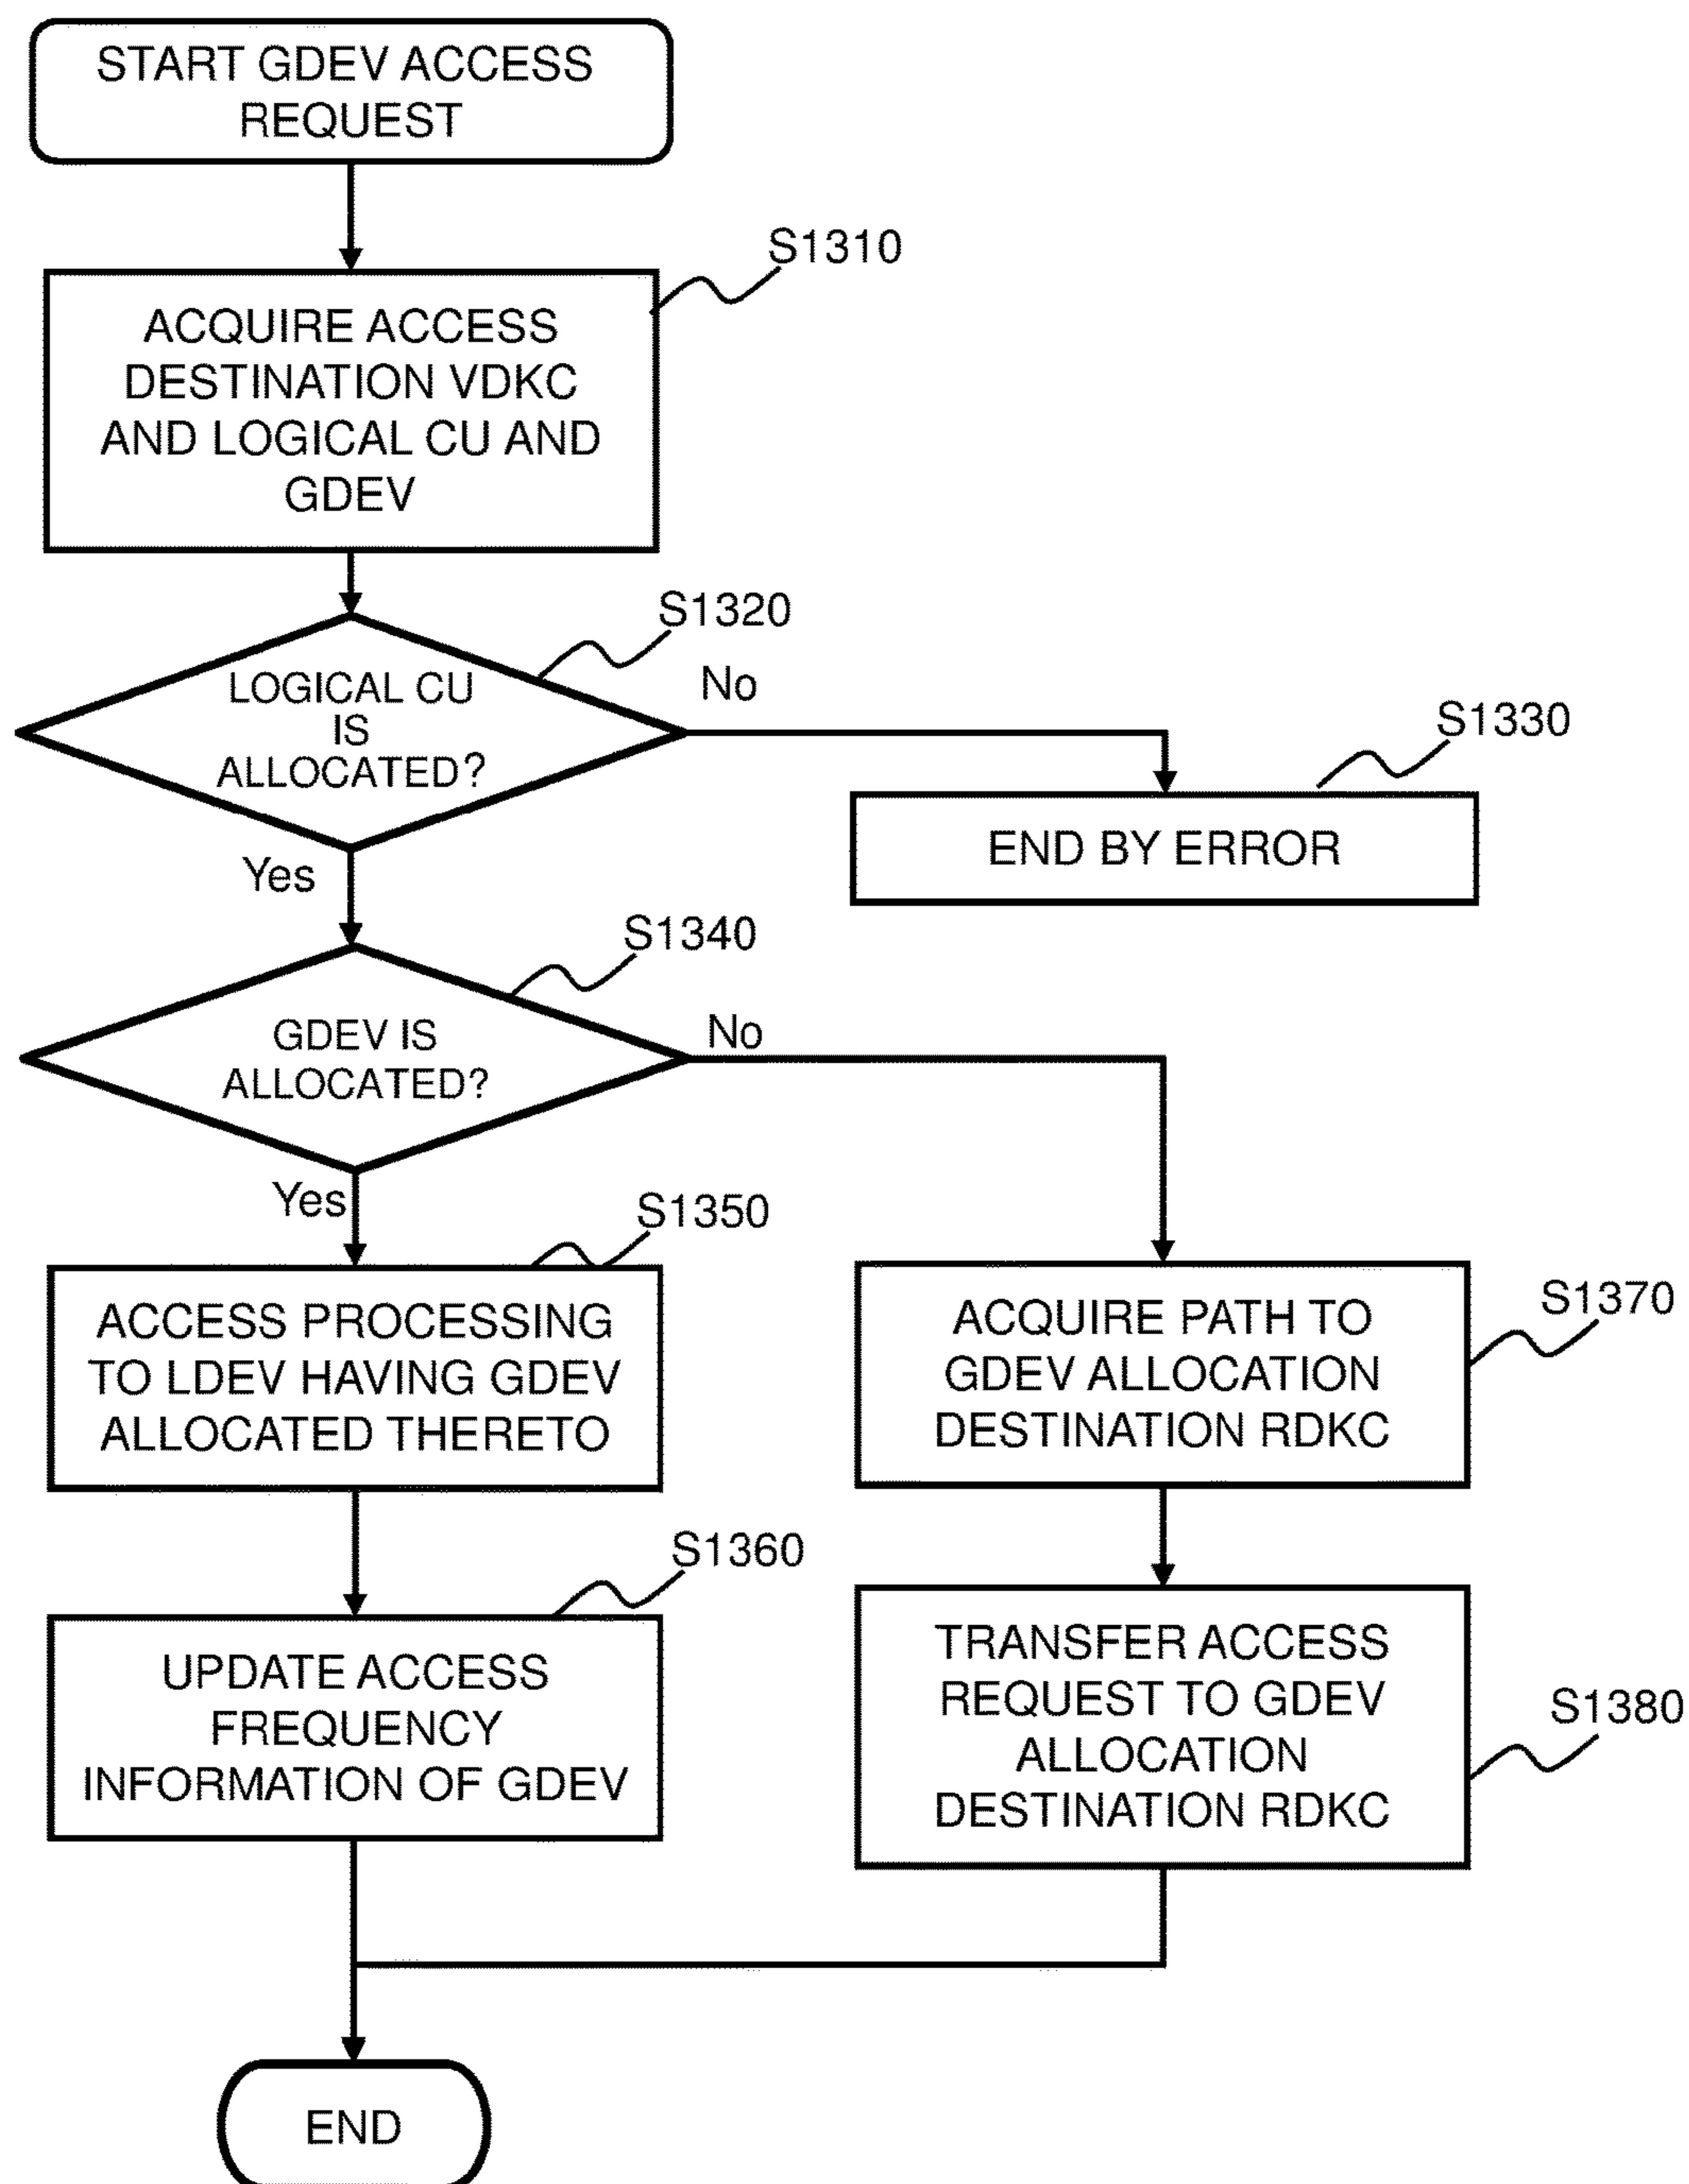 START GDEV ACCESS
REQUEST
S1310
ACQUIRE ACCESS
DESTINATION VDKC
AND LOGICAL CU AND
GDEV
S1320
LOGICAL CU
IS
ALLOCATED?
No
Yes
S1330
END BY ERROR
S1340
GDEV IS
ALLOCATED?
No
Yes
S1350
ACCESS PROCESSING
TO LDEV HAVING GDEV
ALLOCATED THERETO
S1360
UPDATE ACCESS
FREQUENCY
INFORMATION OF GDEV
S1370
ACQUIRE PATH TO
GDEV ALLOCATION
DESTINATION RDKC
S1380
TRANSFER ACCESS
REQUEST TO GDEV
ALLOCATION
DESTINATION RDKC
END